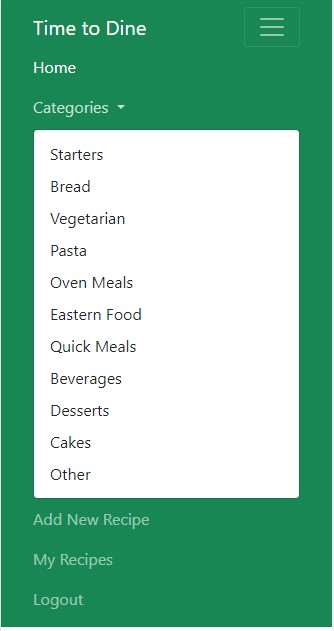 Time to Dine
Home
Categories
Starters
Bread
Vegetarian
Pasta
Oven Meals
Eastern Food
Quick Meals
Beverages
Desserts
Cakes
Other
Add New Recipe
My Recipes
Logout